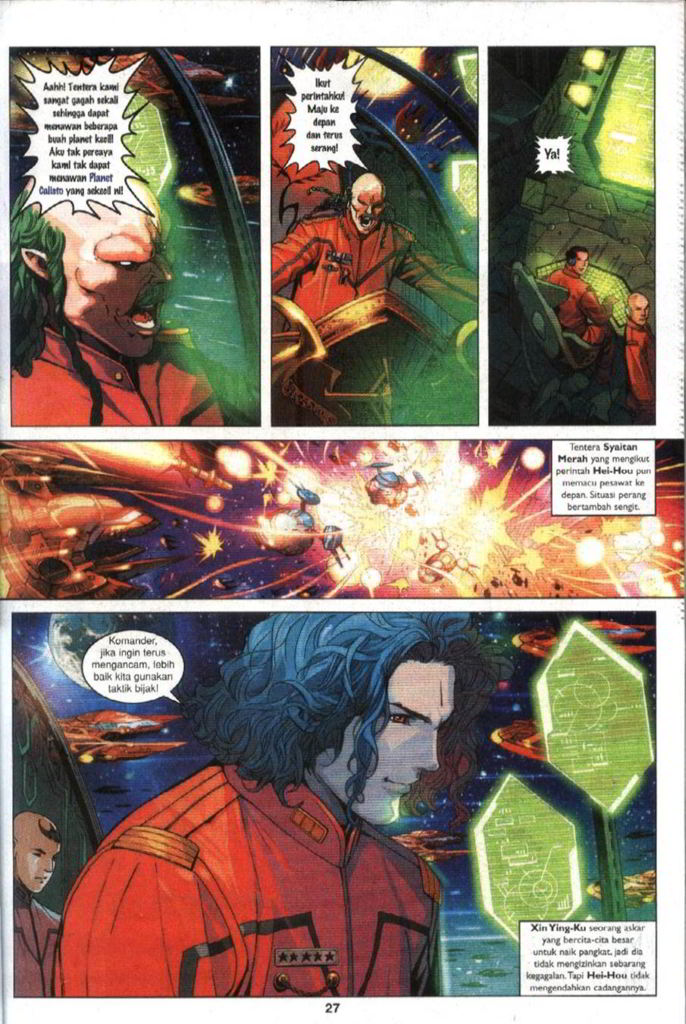 Aahh! Tentera kami
sangat gagah sekali
sehingga dapat
menawan beberapa
buah planet kecil!
Aku tak percaya
kami tak dapat
menawan Planet
Calisto yang sekecil ni!
Ikut
perintahku!
Maju ke
depan
dan terus
serang!
Ya!
Tentera Syaitan
Merah yang mengikut
perintah Hei-Hou pun
memacu pesawat ke
depan. Situasi perang
bertambah sengit.
Komander,
jika ingin terus
mengancam, lebih
baik kita gunakan
taktik bijak!
Xin Ying-Ku seorang askar
yang bercita-cita besar
untuk naik pangkat, jadi dia
tidak mengizinkan sebarang
kegagalan. Tapi Hei-Hou tidak
mengendahkan cadangannya.
27